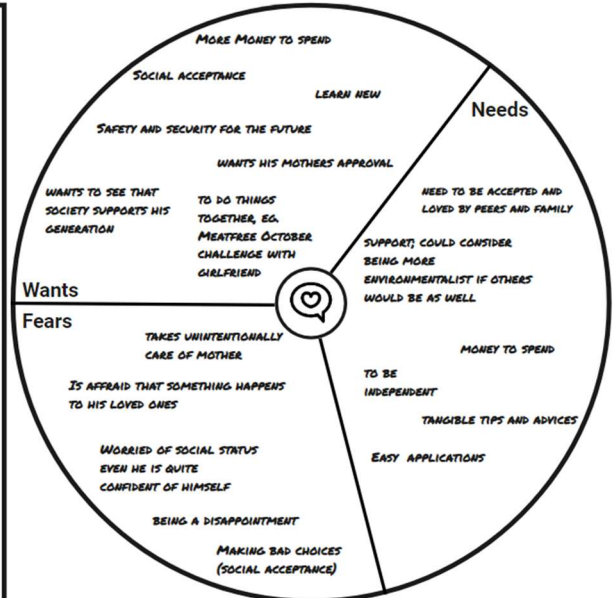 More Money to spend
Social acceptance
learn new
Safety and security for the future
wants his mothers approval
wants to see that
society supports his
generation
to do things
together, eg.
Meatfree October
challenge with
girlfriend
Wants
Needs
need to be accepted and
loved by peers and family
support; could consider
being more
environmentalist if others
would be as well
money to spend
to be
independent
tangible tips and advices
Easy applications
Fears
takes unintentionally
care of mother
Is affraid that something happens
to his loved ones
Worried of social status
even he is quite
confident of himself
being a disappointment
Making bad choices
(social acceptance)